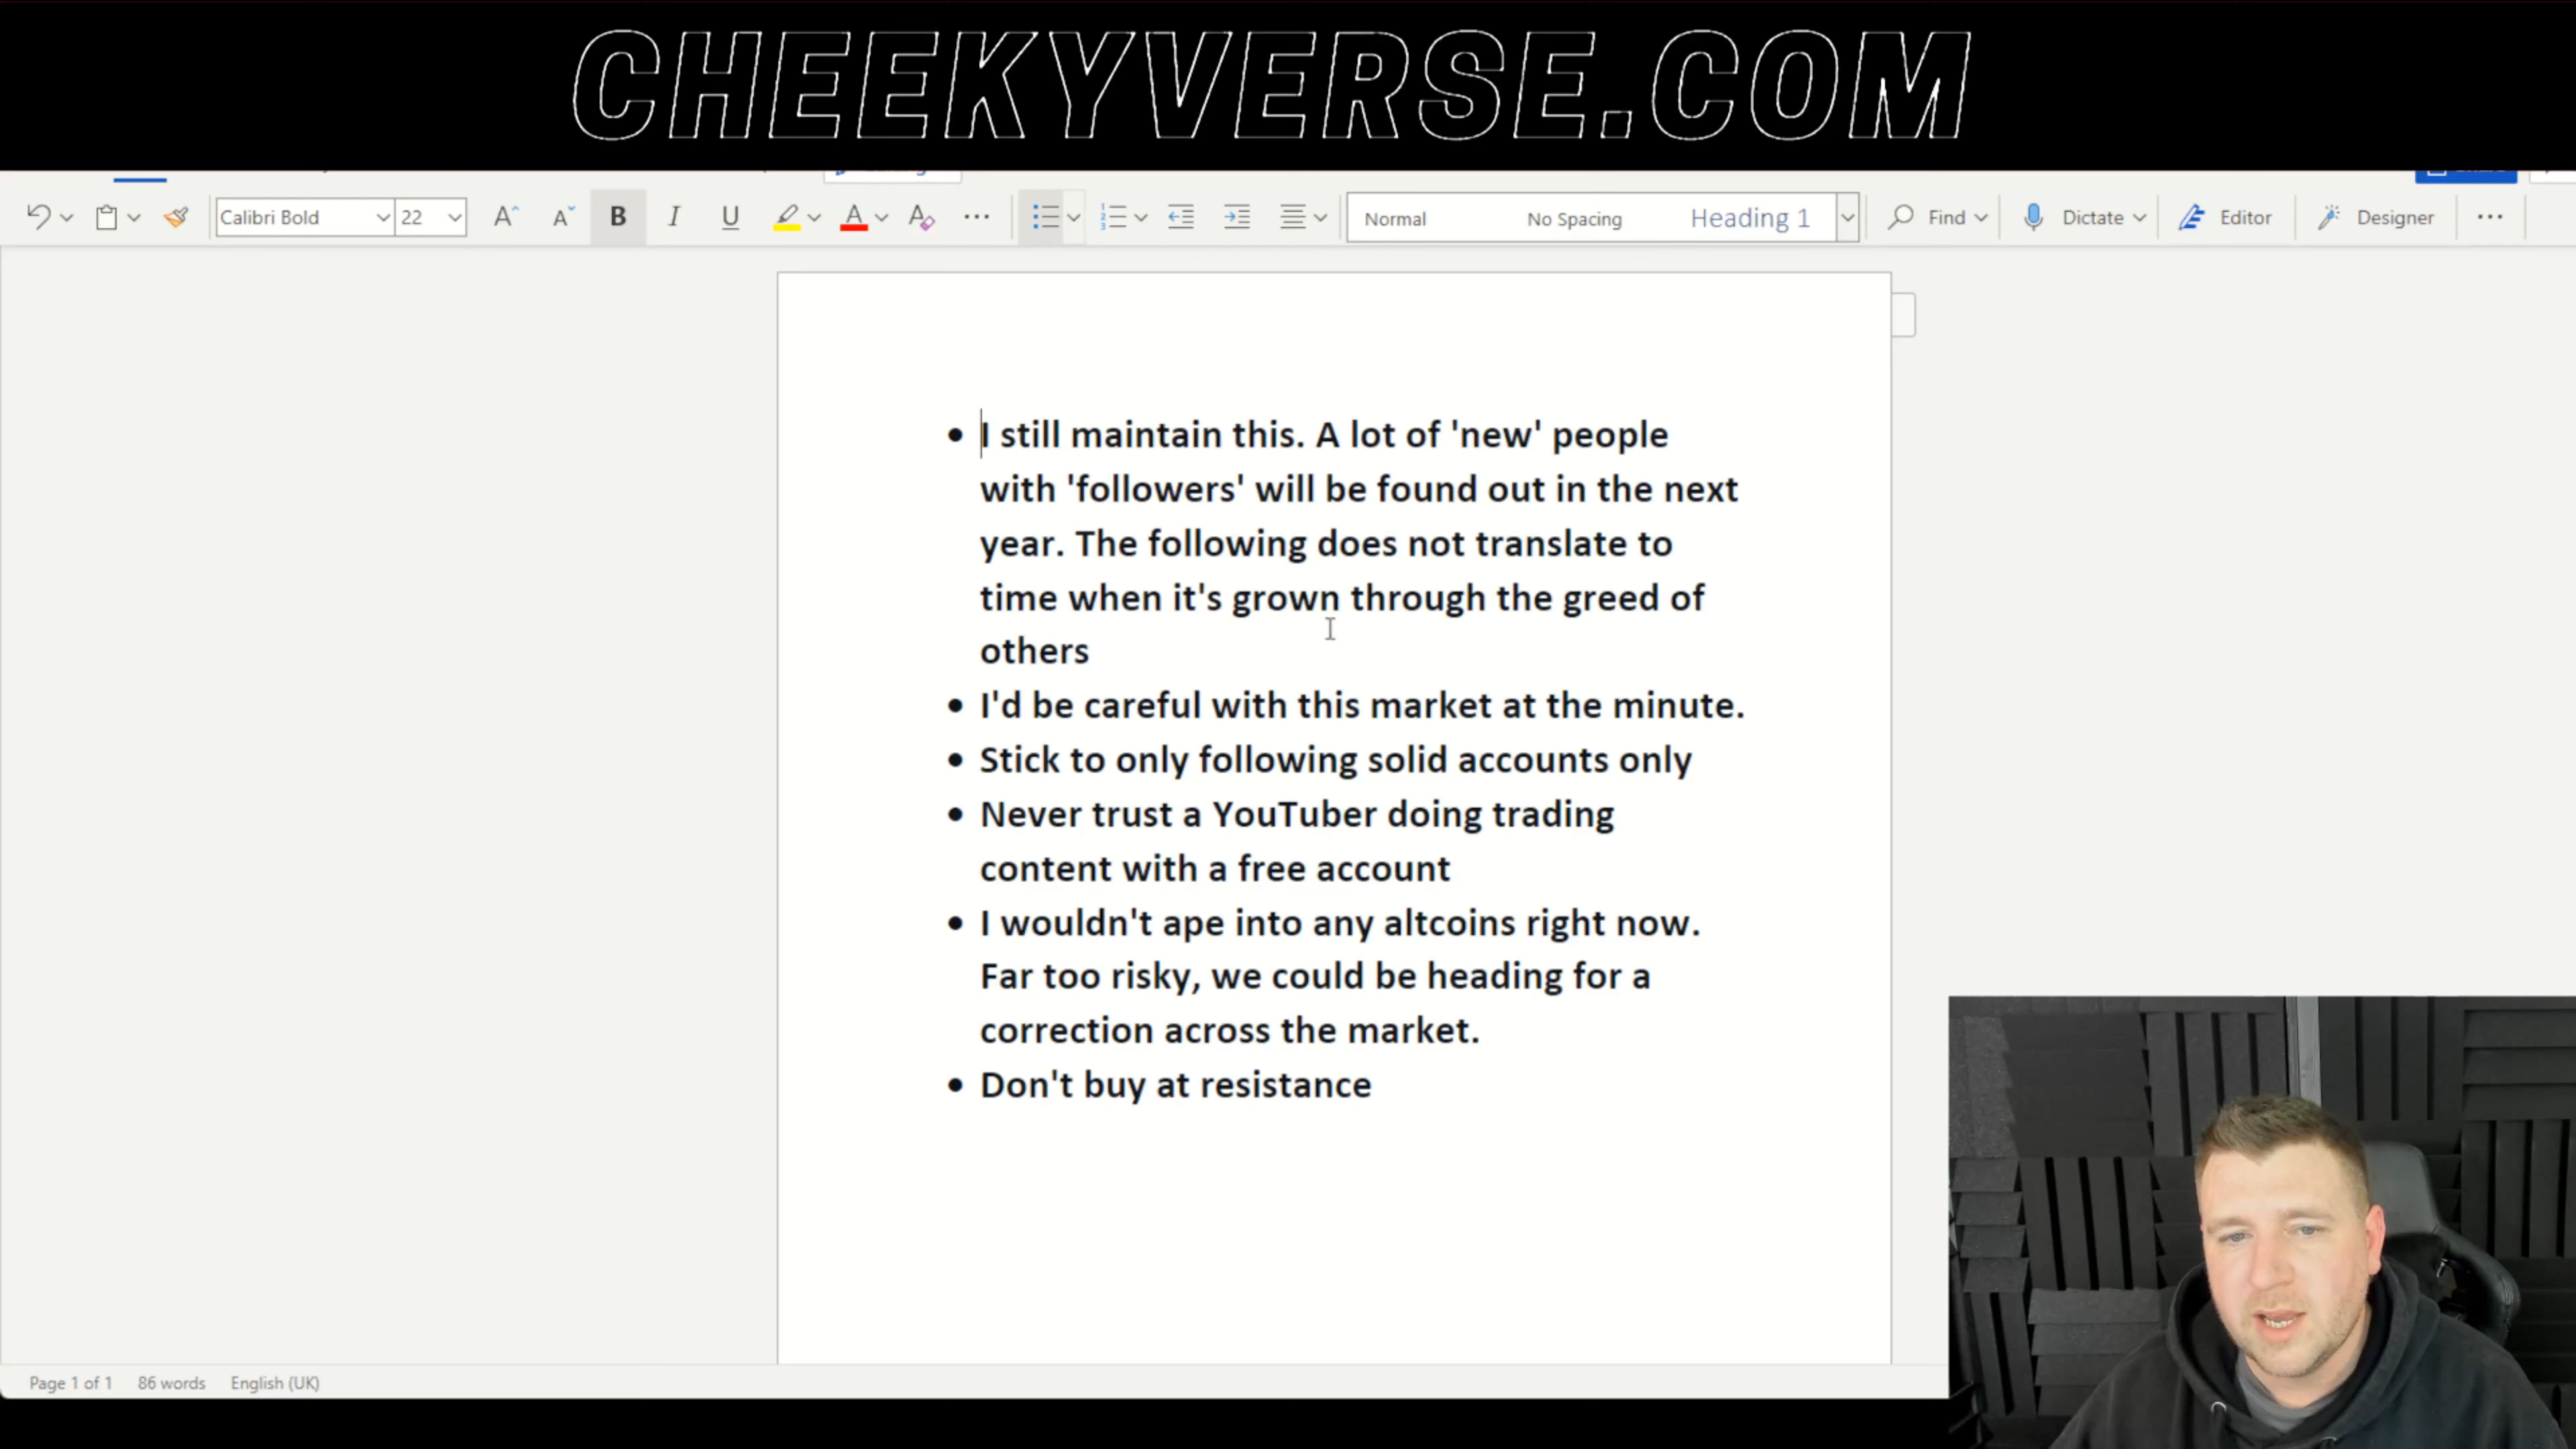 CHEEKYVERSE.COM
Calibri Bold 22 B I U A Normal No Spacing Heading 1 Find Dictate Editor Designer
• I still maintain this. A lot of 'new' people
with 'followers' will be found out in the next
year. The following does not translate to
time when it's grown through the greed of
others
• I'd be careful with this market at the minute.
• Stick to only following solid accounts only
• Never trust a YouTuber doing trading
content with a free account
• I wouldn't ape into any altcoins right now.
Far too risky, we could be heading for a
correction across the market.
• Don't buy at resistance
Page 1 of 1 86 words English (UK)